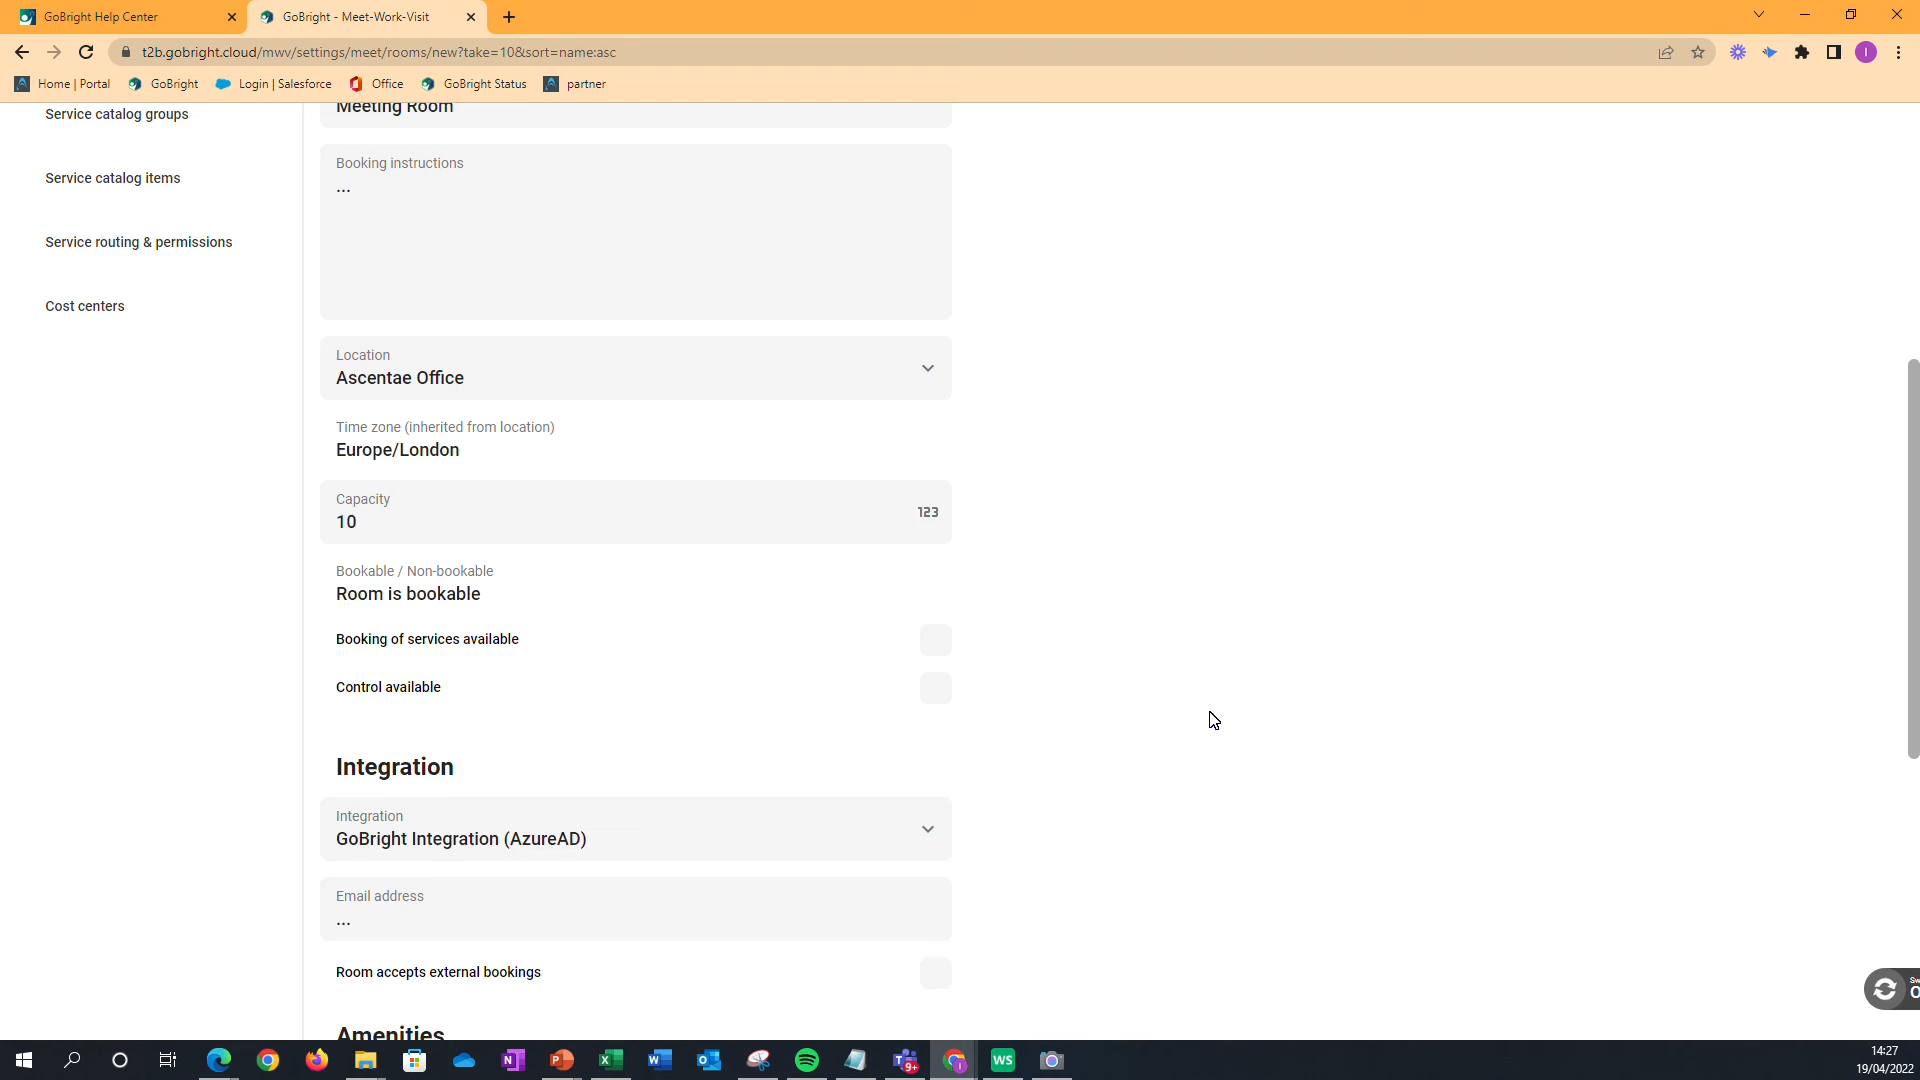 GoBright Help Center
GoBright - Meet-Work-Visit
t2b.gobright.cloud/mwv/settings/meet/rooms/new?take=10&sort=name:asc
I
Home | Portal
GoBright
Login | Salesforce
Office
GoBright Status
partner
Service catalog groups
Service catalog items
Service routing & permissions
Cost centers
Meeting Room
Booking instructions
...
Location
Ascentae Office
Time zone (inherited from location)
Europe/London
Capacity
10
123
Bookable / Non-bookable
Room is bookable
Booking of services available
Control available
Integration
Integration
GoBright Integration (AzureAD)
Email address
...
Room accepts external bookings
Amenities
N
P
X
W
O
T
9+
I
WS
14:27
19/04/2022